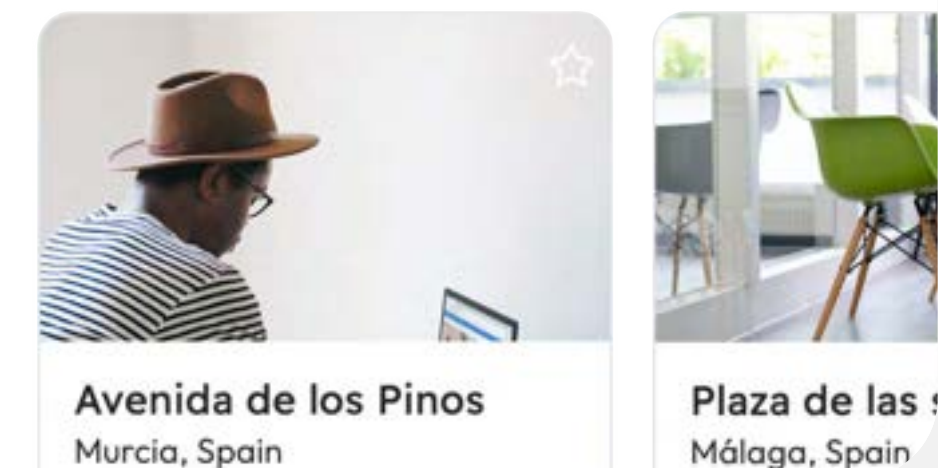 Avenida de los Pinos
Murcia, Spain
Plaza de las
Málaga, Spain